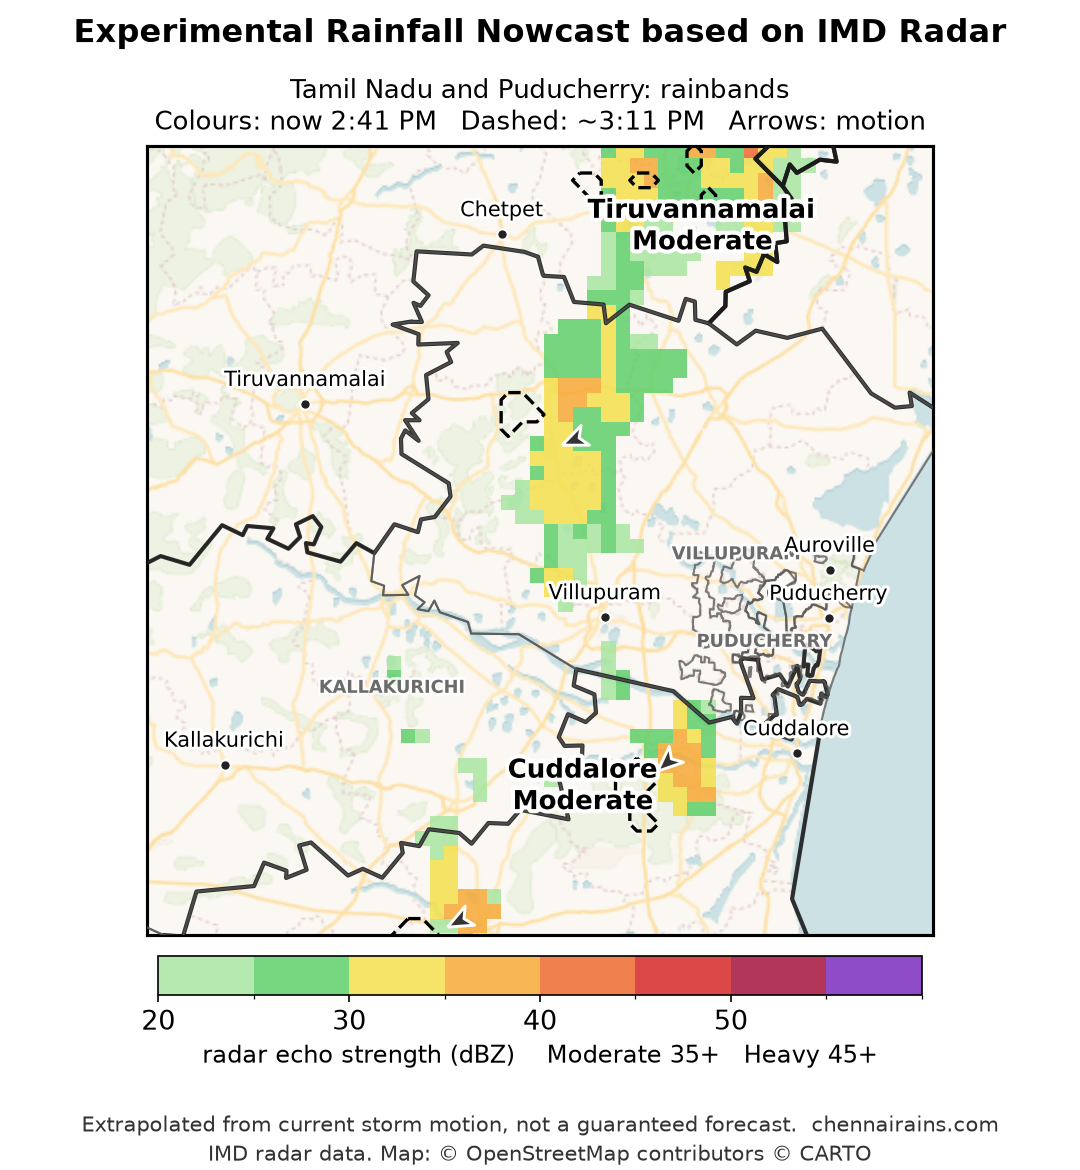 Experimental Rainfall Nowcast based on IMD Radar
Tamil Nadu and Puducherry: rainbands
Colours: now 2:41 PM   Dashed: ~3:11 PM   Arrows: motion
Chetpet
Tiruvannamalai
Moderate
Tiruvannamalai
VILLUPURAM
Auroville
Villupuram
Puducherry
PUDUCHERRY
KALLAKURICHI
Cuddalore
Kallakurichi
Cuddalore
Moderate
20 30 40 50
radar echo strength (dBZ)    Moderate 35+   Heavy 45+
Extrapolated from current storm motion, not a guaranteed forecast.  chennairains.com
IMD radar data. Map: © OpenStreetMap contributors © CARTO